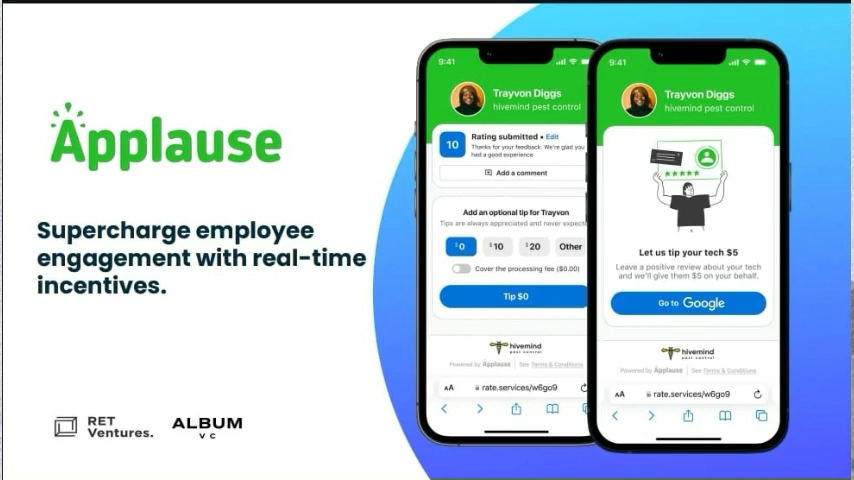 Applause
Supercharge employee
engagement with real-time
incentives.
RET
Ventures.
ALBUM
VC
9:41
Trayvon Diggs
hivemind pest control
10
Rating submitted • Edit
Thanks for your feedback. We're glad you
had a good experience
Add a comment
Add an optional tip for Trayvon
Tips are always appreciated and never expect
$0 $10 $20 Other
Cover the processing fee ($0.00)
Tip $0
hivemind
pest control
Powered by Applause | See Terms & Conditions
AA rate.services/w6go9
9:41
Trayvon Diggs
hivemind pest control
Let us tip your tech $5
Leave a positive review about your tech
and we'll give them $5 on your behalf.
Go to Google
hivemind
pest control
Powered by Applause | See Terms & Conditions
AA rate.services/w6go9